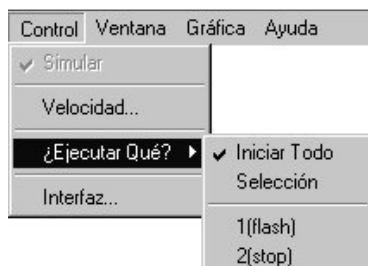 Control Ventana Gráfica Ayuda
Simular
Velocidad...
¿Ejecutar Qué?
Iniciar Todo
Selección
Interfaz...
1(flash)
2(stop)